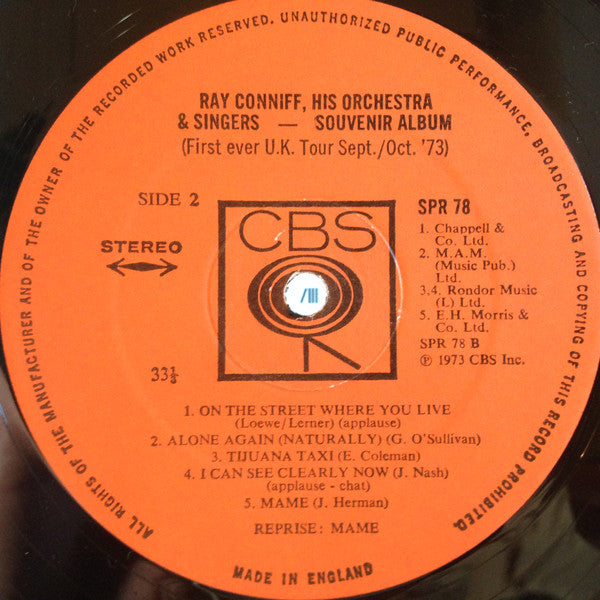 ALL RIGHTS OF THE MANUFACTURER AND OF THE OWNER OF THE RECORDED WORK RESERVED. UNAUTHORIZED PUBLIC PERFORMANCE, BROADCASTING AND COPYING OF THIS RECORD PROHIBITED.
RAY CONNIFF, HIS ORCHESTRA
& SINGERS — SOUVENIR ALBUM
(First ever U.K. Tour Sept./Oct. '73)
SIDE 2
STEREO
33⅓
CBS
SPR 78
1. Chappell &
Co. Ltd.
2. M.A.M.
(Music Pub.)
Ltd.
3,4. Rondor Music
(L) Ltd.
5. E.H. Morris &
Co. Ltd.
SPR 78 B
℗ 1973 CBS Inc.
1. ON THE STREET WHERE YOU LIVE
(Loewe/Lerner) (applause)
2. ALONE AGAIN (NATURALLY) (G. O'Sullivan)
3. TIJUANA TAXI (E. Coleman)
4. I CAN SEE CLEARLY NOW (J. Nash)
(applause - chat)
5. MAME (J. Herman)
REPRISE: MAME
MADE IN ENGLAND